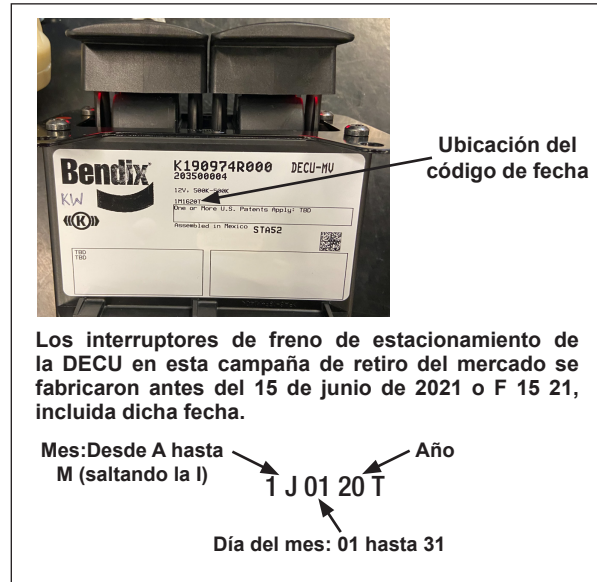 Bendix
K190974R000 DECU-MV
203500004
12V, 500K-500K
1M1620T
One or More U.S. Patents Apply: TBD
Assembled in Mexico STA52
KW
((K))
TBD
TBD
Ubicación del
código de fecha
Los interruptores de freno de estacionamiento de
la DECU en esta campaña de retiro del mercado se
fabricaron antes del 15 de junio de 2021 o F 15 21,
incluida dicha fecha.
Mes:Desde A hasta
M (saltando la I)
Año
1 J 01 20 T
Día del mes: 01 hasta 31